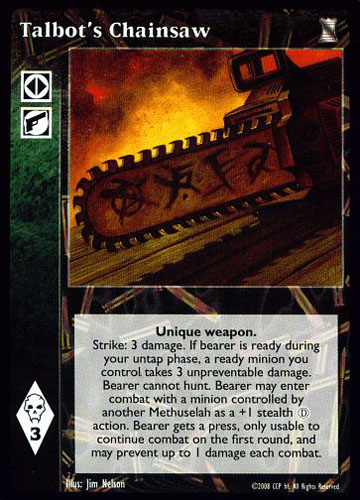 Talbot's Chainsaw
Unique weapon.
Strike: 3 damage. If bearer is ready during
your untap phase, a ready minion you
control takes 3 unpreventable damage.
Bearer cannot hunt. Bearer may enter
combat with a minion controlled by
another Methuselah as a +1 stealth Ⓓ
action. Bearer gets a press, only usable to
continue combat on the first round, and
may prevent up to 1 damage each combat.
3
Illus: Jim Nelson
©2008 CCP hf. All Rights Reserved